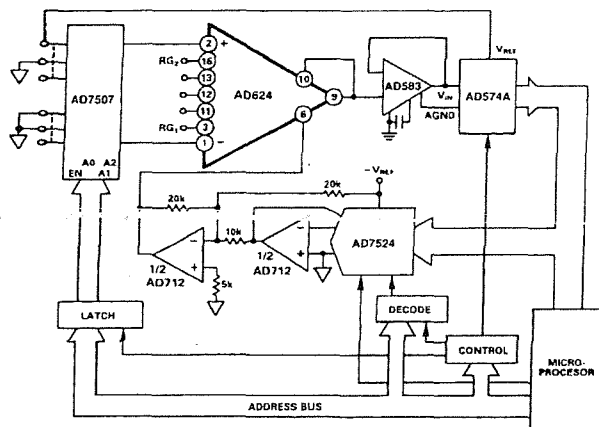 VREF
2
+
RG2
16
10
AD583
13
AD7507
12
AD624
9
VIN
AD574A
11
6
AGND
RG1
3
1
−
A0 A2
EN A1
−VREF
20k
20k
10k
−
−
AD7524
+
+
1/2
AD712
5k
1/2
AD712
LATCH
DECODE
CONTROL
MICRO-
PROCESOR
ADDRESS BUS